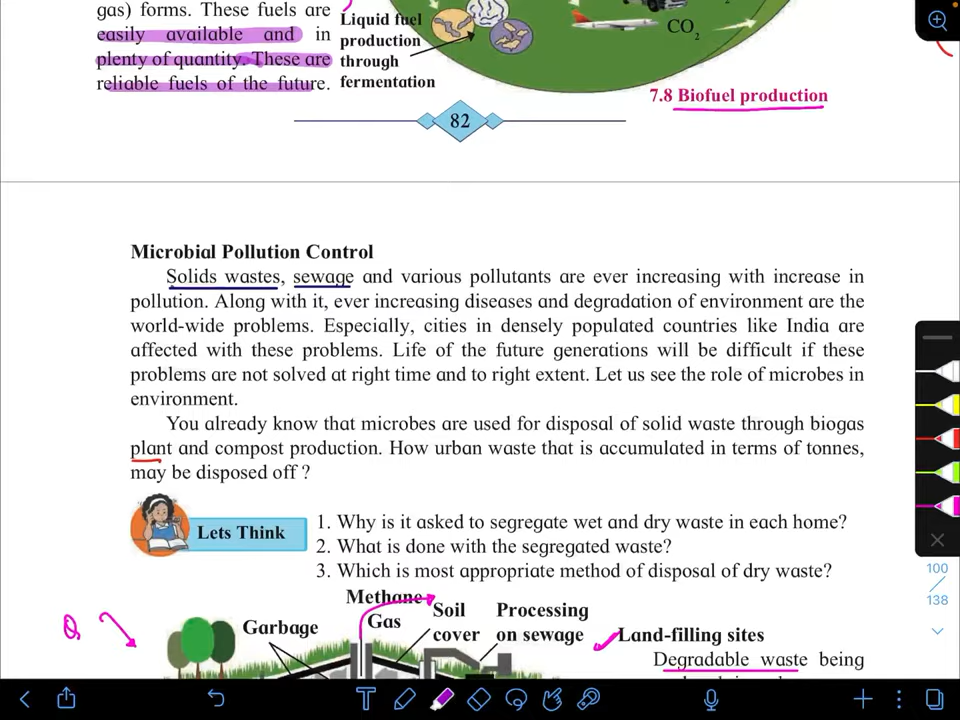 gas) forms. These fuels are
easily available and in
plenty of quantity. These are
reliable fuels of the future.
Liquid fuel
production
through
fermentation
CO2
7.8 Biofuel production
82
Microbial Pollution Control
Solids wastes, sewage and various pollutants are ever increasing with increase in
pollution. Along with it, ever increasing diseases and degradation of environment are the
world-wide problems. Especially, cities in densely populated countries like India are
affected with these problems. Life of the future generations will be difficult if these
problems are not solved at right time and to right extent. Let us see the role of microbes in
environment.
You already know that microbes are used for disposal of solid waste through biogas
plant and compost production. How urban waste that is accumulated in terms of tonnes,
may be disposed off ?
Lets Think
1. Why is it asked to segregate wet and dry waste in each home?
2. What is done with the segregated waste?
3. Which is most appropriate method of disposal of dry waste?
Methane
Gas
Soil
cover
Processing
on sewage
Garbage
Q
Land-filling sites
Degradable waste being
100
138
T